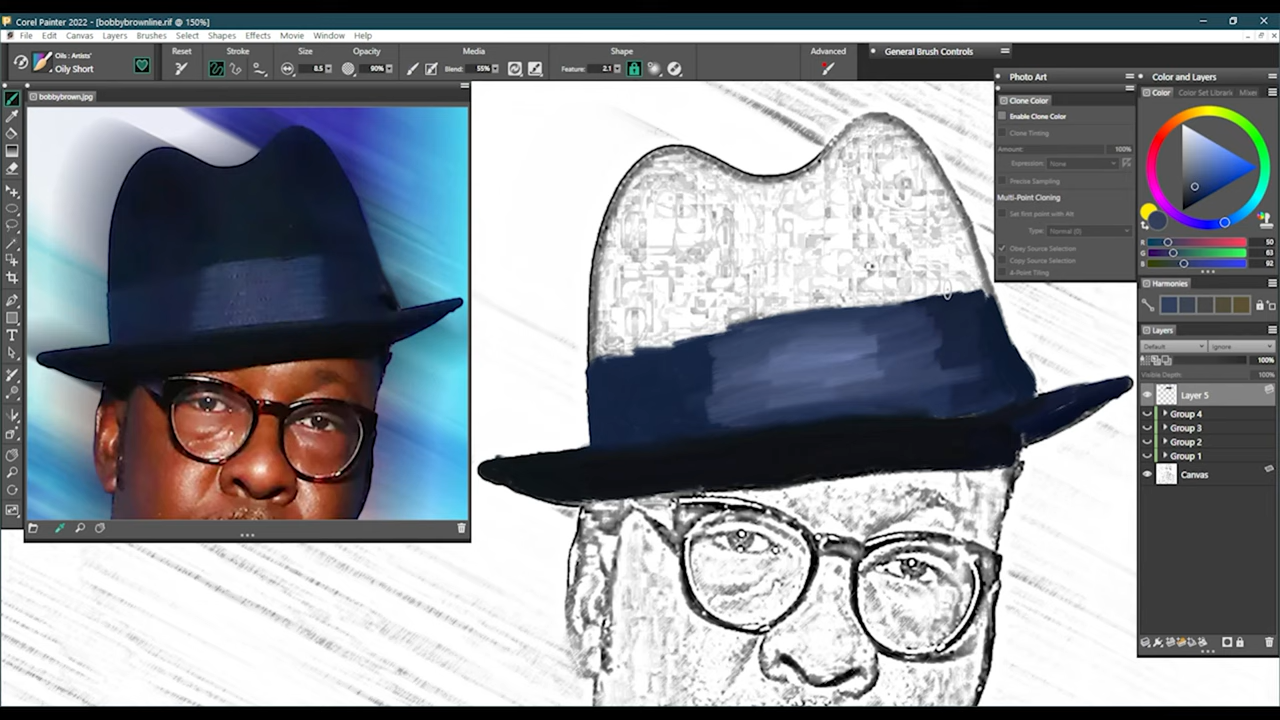 Corel Painter 2022 - [bobbybrownline.rif @ 150%]
File Edit Canvas Layers Brushes Select Shapes Effects Movie Window Help
Oils : Artists'
Oily Short
Reset
Stroke
Size
8.5
Opacity
90%
Media
Blend: 55%
Shape
Feature: 2.1
Advanced
General Brush Controls
bobbybrown.jpg
Photo Art
Clone Color
Enable Clone Color
Clone Tinting
Amount: 100%
Expression: None
Precise Sampling
Multi-Point Cloning
Set first point with Alt
Type: Normal (0)
Obey Source Selection
Copy Source Selection
4-Point Tiling
Color and Layers
Color Color Set Librari Mixer
R 50
G 63
B 92
Harmonies
Layers
Default Ignore
100%
Visible Depth: 100%
Layer 5
Group 4
Group 3
Group 2
Group 1
Canvas